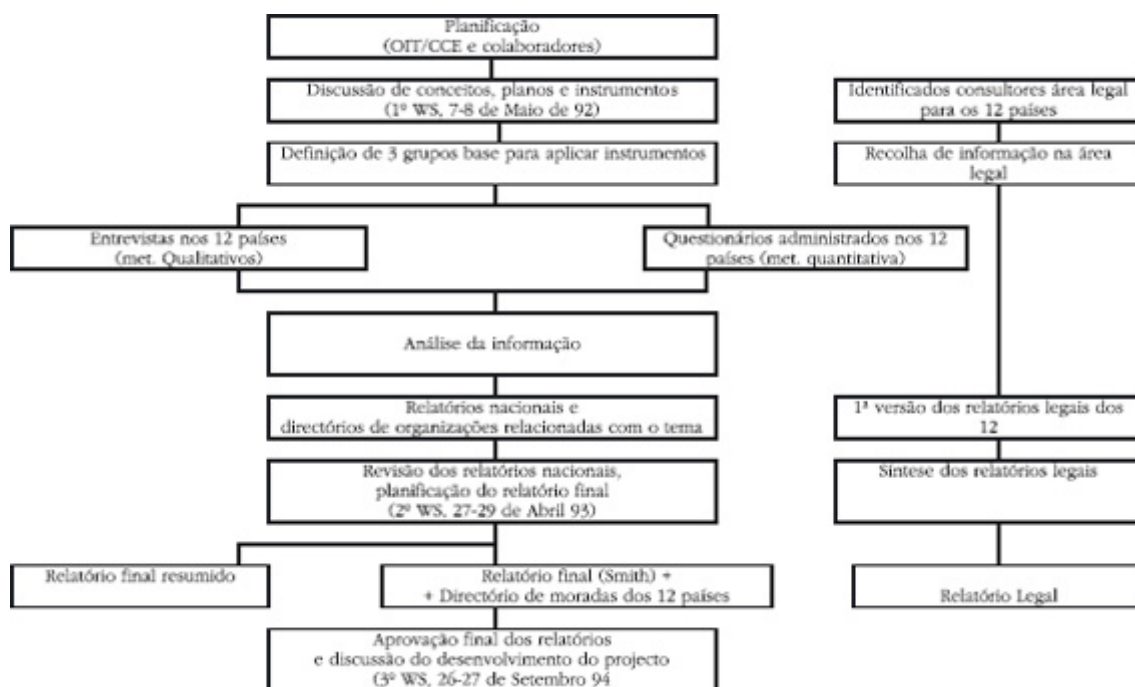 Planificação
(OIT/CCE e colaboradores)
Discussão de conceitos, planos e instrumentos
(1º WS, 7-8 de Maio de 92)
Identificados consultores área legal
para os 12 países
Definição de 3 grupos base para aplicar instrumentos
Recolha de informação na área
legal
Entrevistas nos 12 países
(met. Qualitativos)
Questionários administrados nos 12
países (met. quantitativa)
Análise da informação
Relatórios nacionais e
directórios de organizações relacionadas com o tema
1ª versão dos relatórios legais dos
12
Revisão dos relatórios nacionais,
planificação do relatório final
(2º WS, 27-29 de Abril 93)
Síntese dos relatórios legais
Relatório final resumido
Relatório final (Smith) +
+ Directório de moradas dos 12 países
Relatório Legal
Aprovação final dos relatórios
e discussão do desenvolvimento do projecto
(3º WS, 26-27 de Setembro 94